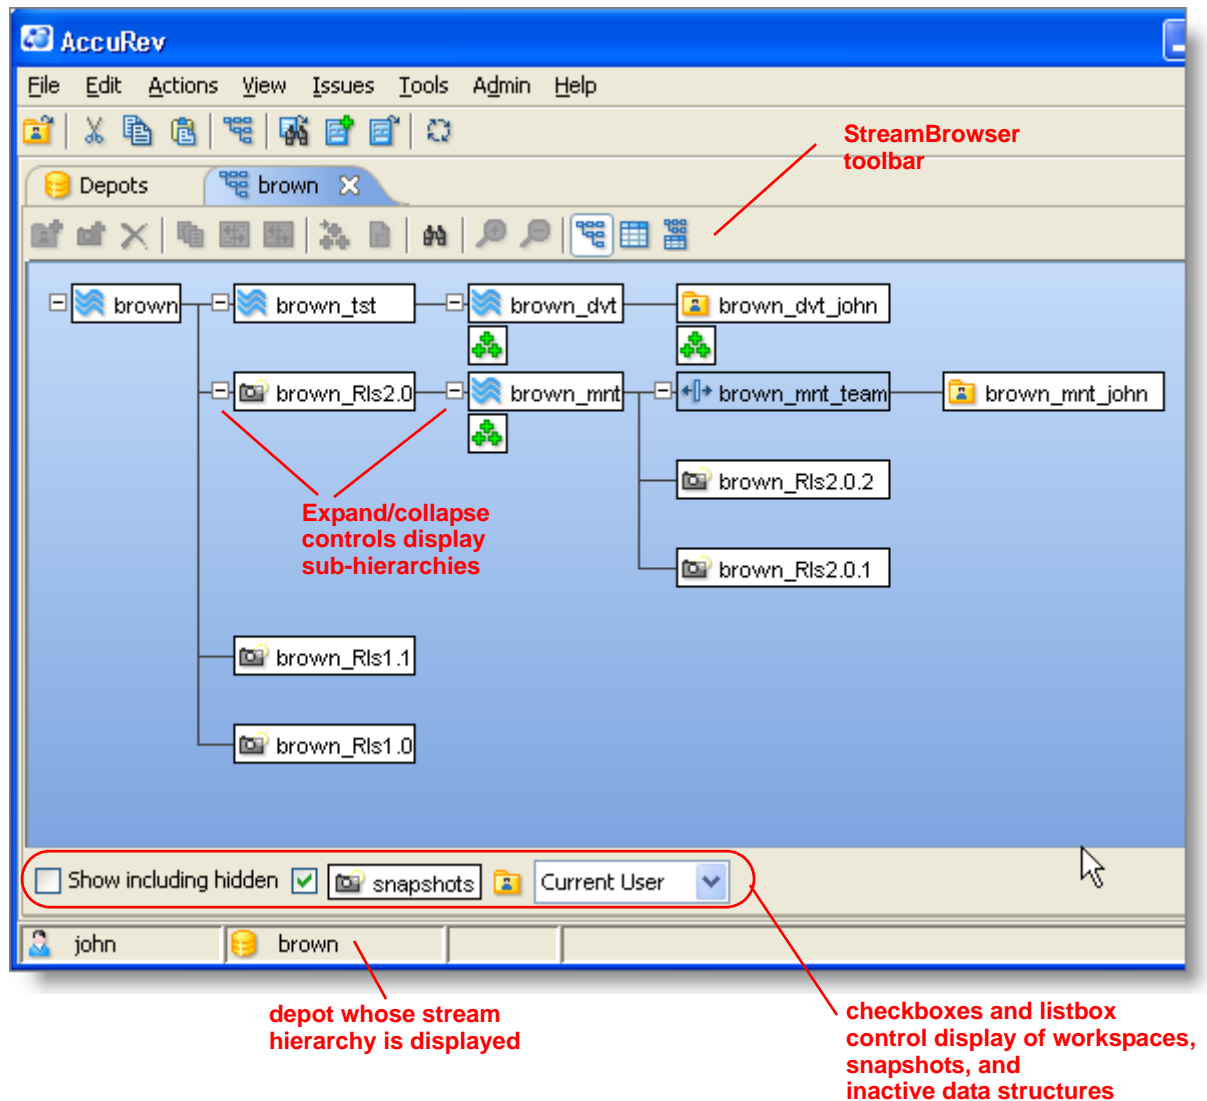 AccuRev
File Edit Actions View Issues Tools Admin Help
StreamBrowser
toolbar
Depots brown
brown brown_tst brown_dvt brown_dvt_john
brown_Rls2.0 brown_mnt brown_mnt_team brown_mnt_john
brown_Rls2.0.2
Expand/collapse
controls display
sub-hierarchies
brown_Rls2.0.1
brown_Rls1.1
brown_Rls1.0
Show including hidden snapshots Current User
john brown
depot whose stream
hierarchy is displayed
checkboxes and listbox
control display of workspaces,
snapshots, and
inactive data structures